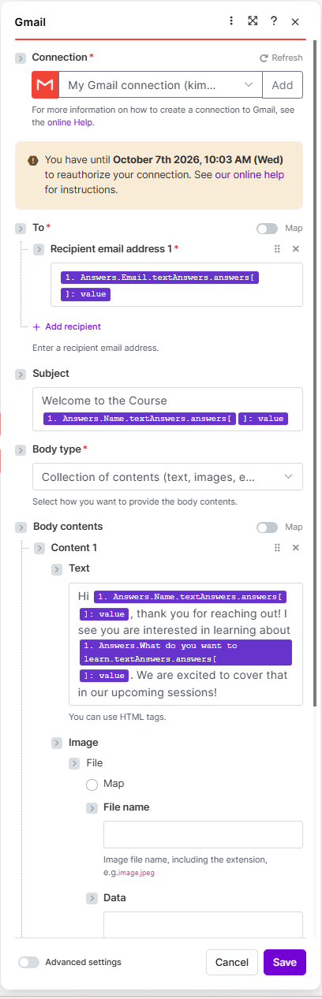 Gmail
Connection*
Refresh
My Gmail connection (kim...
Add
For more information on how to create a connection to Gmail, see
the online Help.
You have until October 7th 2026, 10:03 AM (Wed)
to reauthorize your connection. See our online help
for instructions.
To*
Map
Recipient email address 1*
1. Answers.Email.textAnswers.answers[
]: value
+ Add recipient
Enter a recipient email address.
Subject
Welcome to the Course
1. Answers.Name.textAnswers.answers[ ]: value
Body type*
Collection of contents (text, images, e...
Select how you want to provide the body contents.
Body contents
Map
Content 1
Text
Hi 1. Answers.Name.textAnswers.answers[
]: value , thank you for reaching out! I
see you are interested in learning about
1. Answers.What do you want to
learn.textAnswers.answers[
]: value . We are excited to cover that
in our upcoming sessions!
You can use HTML tags.
Image
File
Map
File name
Image file name, including the extension,
e.g.image.jpeg
Data
Advanced settings
Cancel
Save